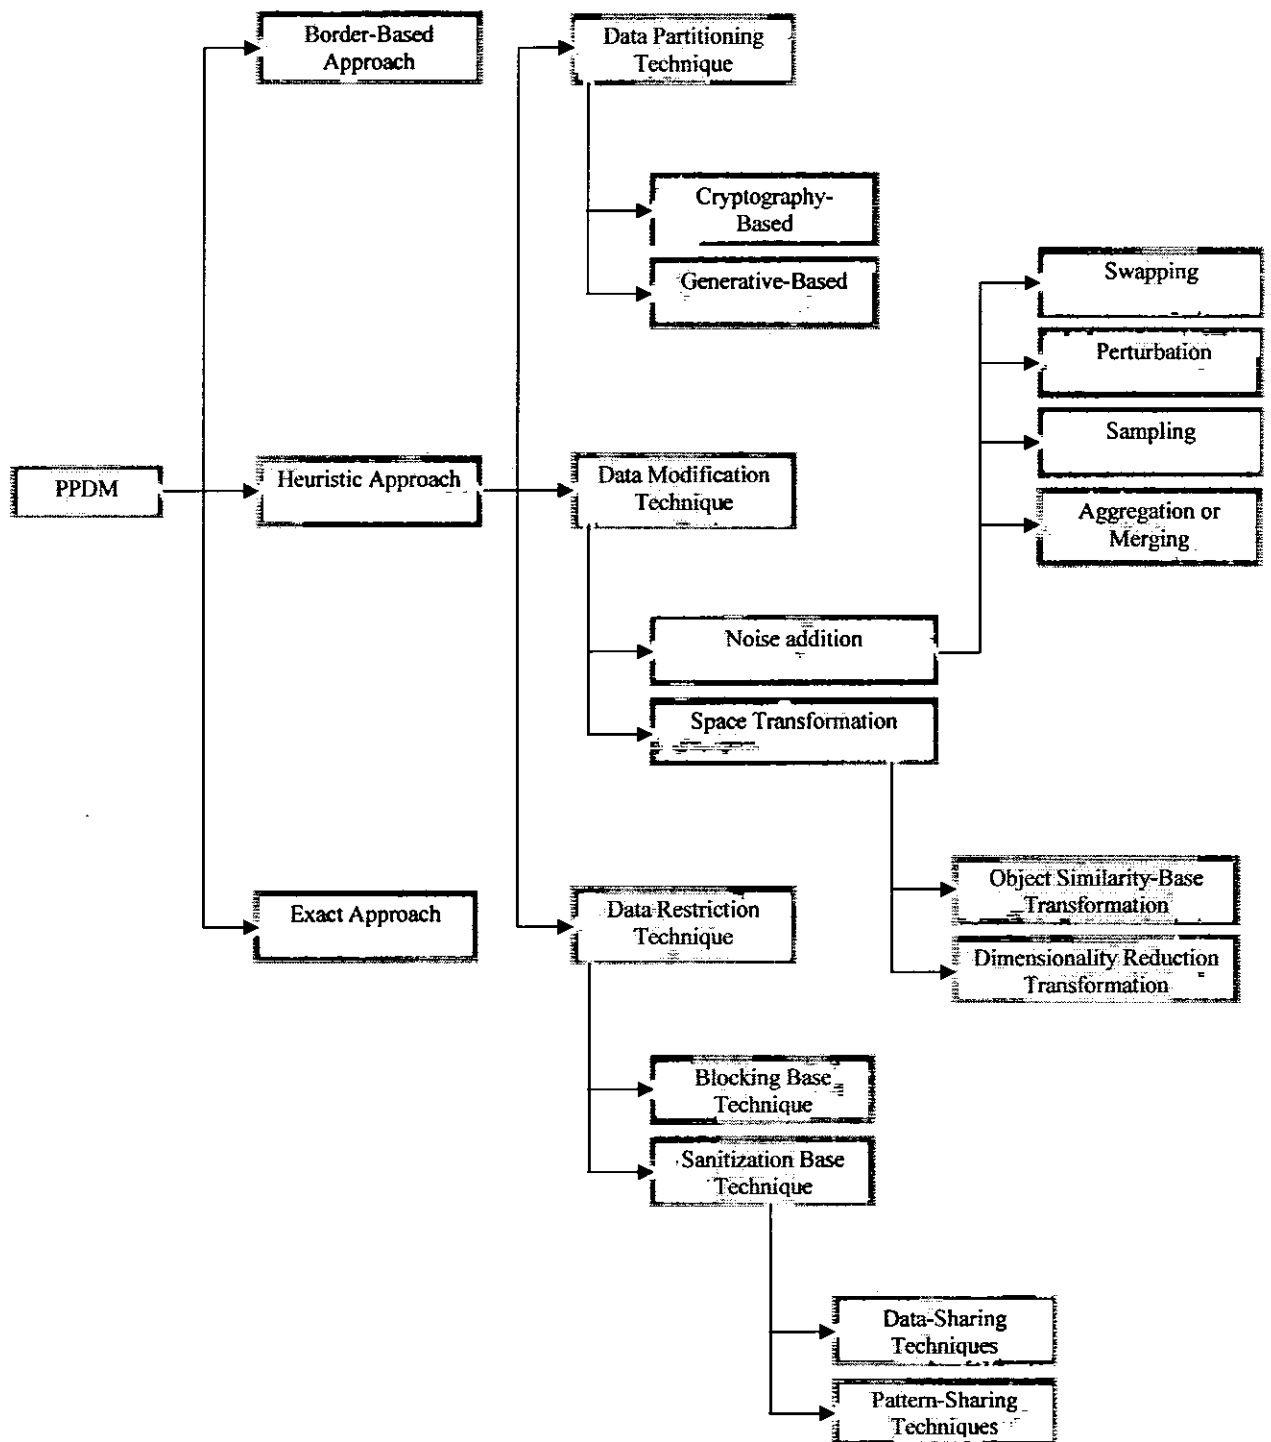 Border-Based
Approach
Data Partitioning
Technique
Cryptography-
Based
Generative-Based
Swapping
Perturbation
Sampling
Aggregation or
Merging
PPDM
Heuristic Approach
Data Modification
Technique
Noise addition
Space Transformation
Object Similarity-Base
Transformation
Dimensionality Reduction
Transformation
Exact Approach
Data Restriction
Technique
Blocking Base
Technique
Sanitization Base
Technique
Data-Sharing
Techniques
Pattern-Sharing
Techniques